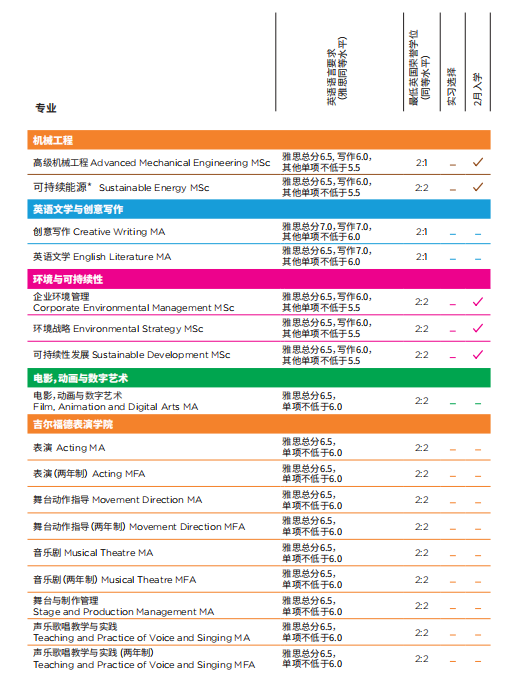 专业
英语语言要求
(雅思同等水平)
最低英国荣誉学位
(同等水平)
实习选择
2月入学
机械工程
高级机械工程 Advanced Mechanical Engineering MSc
雅思总分6.5, 写作6.0,
其他单项不低于5.5
2:1
–
✓
可持续能源* Sustainable Energy MSc
雅思总分6.5, 写作6.0,
其他单项不低于5.5
2:2
–
✓
英语文学与创意写作
创意写作 Creative Writing MA
雅思总分7.0, 写作7.0,
其他单项不低于6.0
2:1
–
–
英语文学 English Literature MA
雅思总分6.5, 写作7.0,
其他单项不低于6.0
2:1
–
–
环境与可持续性
企业环境管理
Corporate Environmental Management MSc
雅思总分6.5, 写作6.0,
其他单项不低于5.5
2:2
–
✓
环境战略 Environmental Strategy MSc
雅思总分6.5, 写作6.0,
其他单项不低于5.5
2:2
–
✓
可持续性发展 Sustainable Development MSc
雅思总分6.5, 写作6.0,
其他单项不低于5.5
2:2
–
✓
电影,动画与数字艺术
电影,动画与数字艺术
Film, Animation and Digital Arts MA
雅思总分6.5,
单项不低于6.0
2:2
–
–
吉尔福德表演学院
表演 Acting MA
雅思总分6.5,
单项不低于6.0
2:2
–
–
表演 (两年制) Acting MFA
雅思总分6.5,
单项不低于6.0
2:2
–
–
舞台动作指导 Movement Direction MA
雅思总分6.5,
单项不低于6.0
2:2
–
–
舞台动作指导 (两年制) Movement Direction MFA
雅思总分6.5,
单项不低于6.0
2:2
–
–
音乐剧 Musical Theatre MA
雅思总分6.5,
单项不低于6.0
2:2
–
–
音乐剧 (两年制) Musical Theatre MFA
雅思总分6.5,
单项不低于6.0
2:2
–
–
舞台与制作管理
Stage and Production Management MA
雅思总分6.5,
单项不低于6.0
2:2
–
–
声乐歌唱教学与实践
Teaching and Practice of Voice and Singing MA
雅思总分6.5,
单项不低于6.0
2:2
–
–
声乐歌唱教学与实践 (两年制)
Teaching and Practice of Voice and Singing MFA
雅思总分6.5,
单项不低于6.0
2:2
–
–